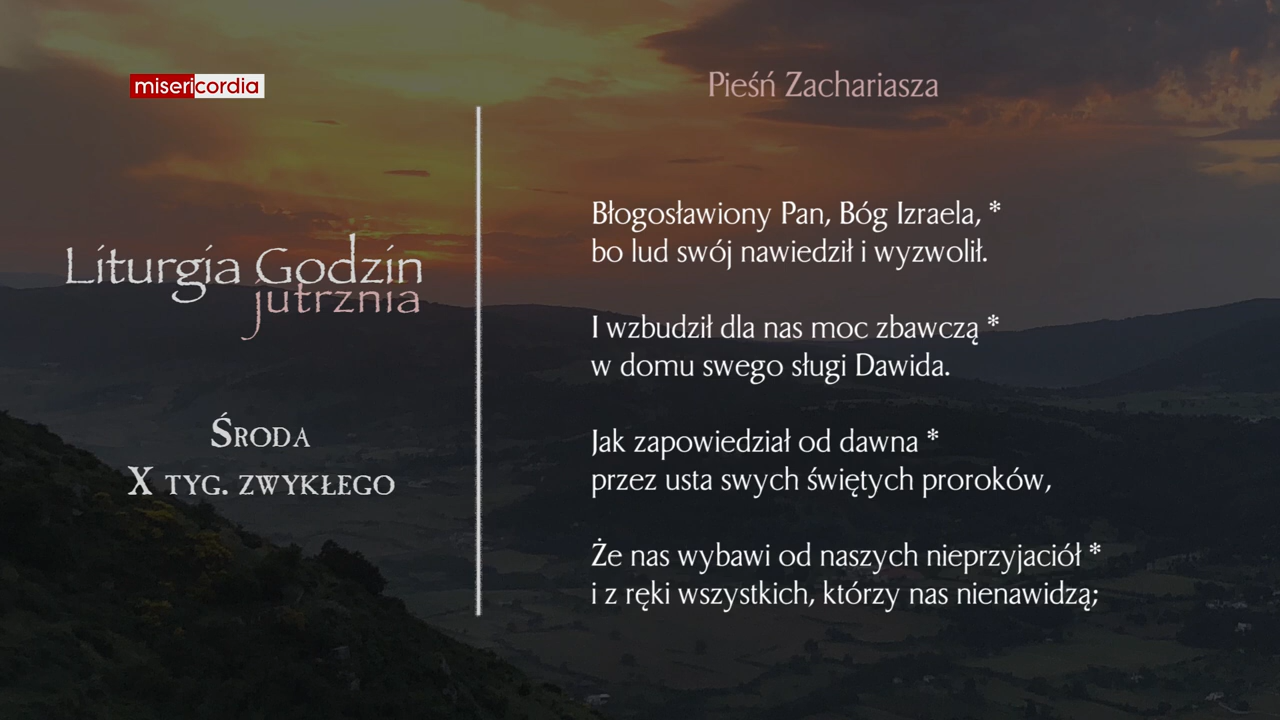 misericordia
Liturgia Godzin
jutrznia
Środa
X tyg. zwykłego
Pieśń Zachariasza
Błogosławiony Pan, Bóg Izraela, *
bo lud swój nawiedził i wyzwolił.
I wzbudził dla nas moc zbawczą *
w domu swego sługi Dawida.
Jak zapowiedział od dawna *
przez usta swych świętych proroków,
Że nas wybawi od naszych nieprzyjaciół *
i z ręki wszystkich, którzy nas nienawidzą;